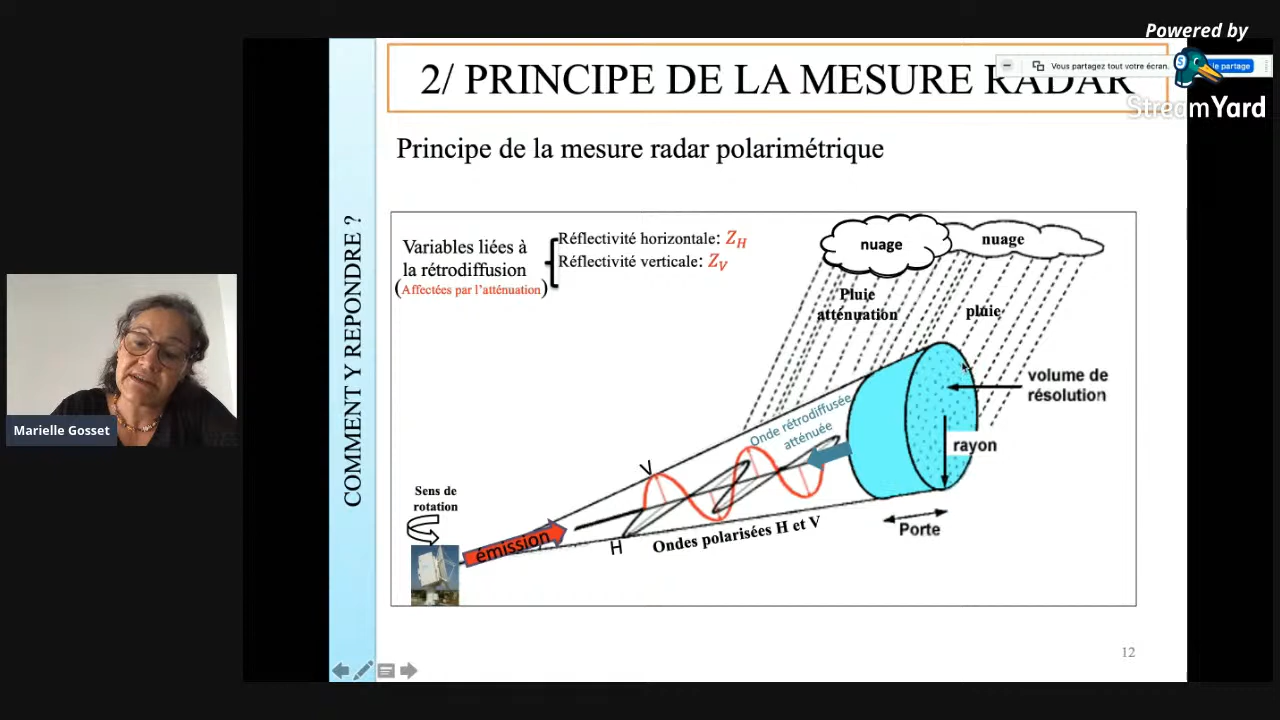 Powered by
StreamYard
Vous partagez tout votre écran.
le partage
2/ PRINCIPE DE LA MESURE RADAR
Principe de la mesure radar polarimétrique
COMMENT Y REPONDRE ?
Variables liées à
la rétrodiffusion
(Affectées par l'atténuation)
Réflectivité horizontale: Z_H
Réflectivité verticale: Z_V
nuage
nuage
Pluie
atténuation
pluie
volume de
résolution
rayon
Porte
Onde rétrodiffusée
atténuée
V
H
Ondes polarisées H et V
émission
Sens de
rotation
Marielle Gosset
12